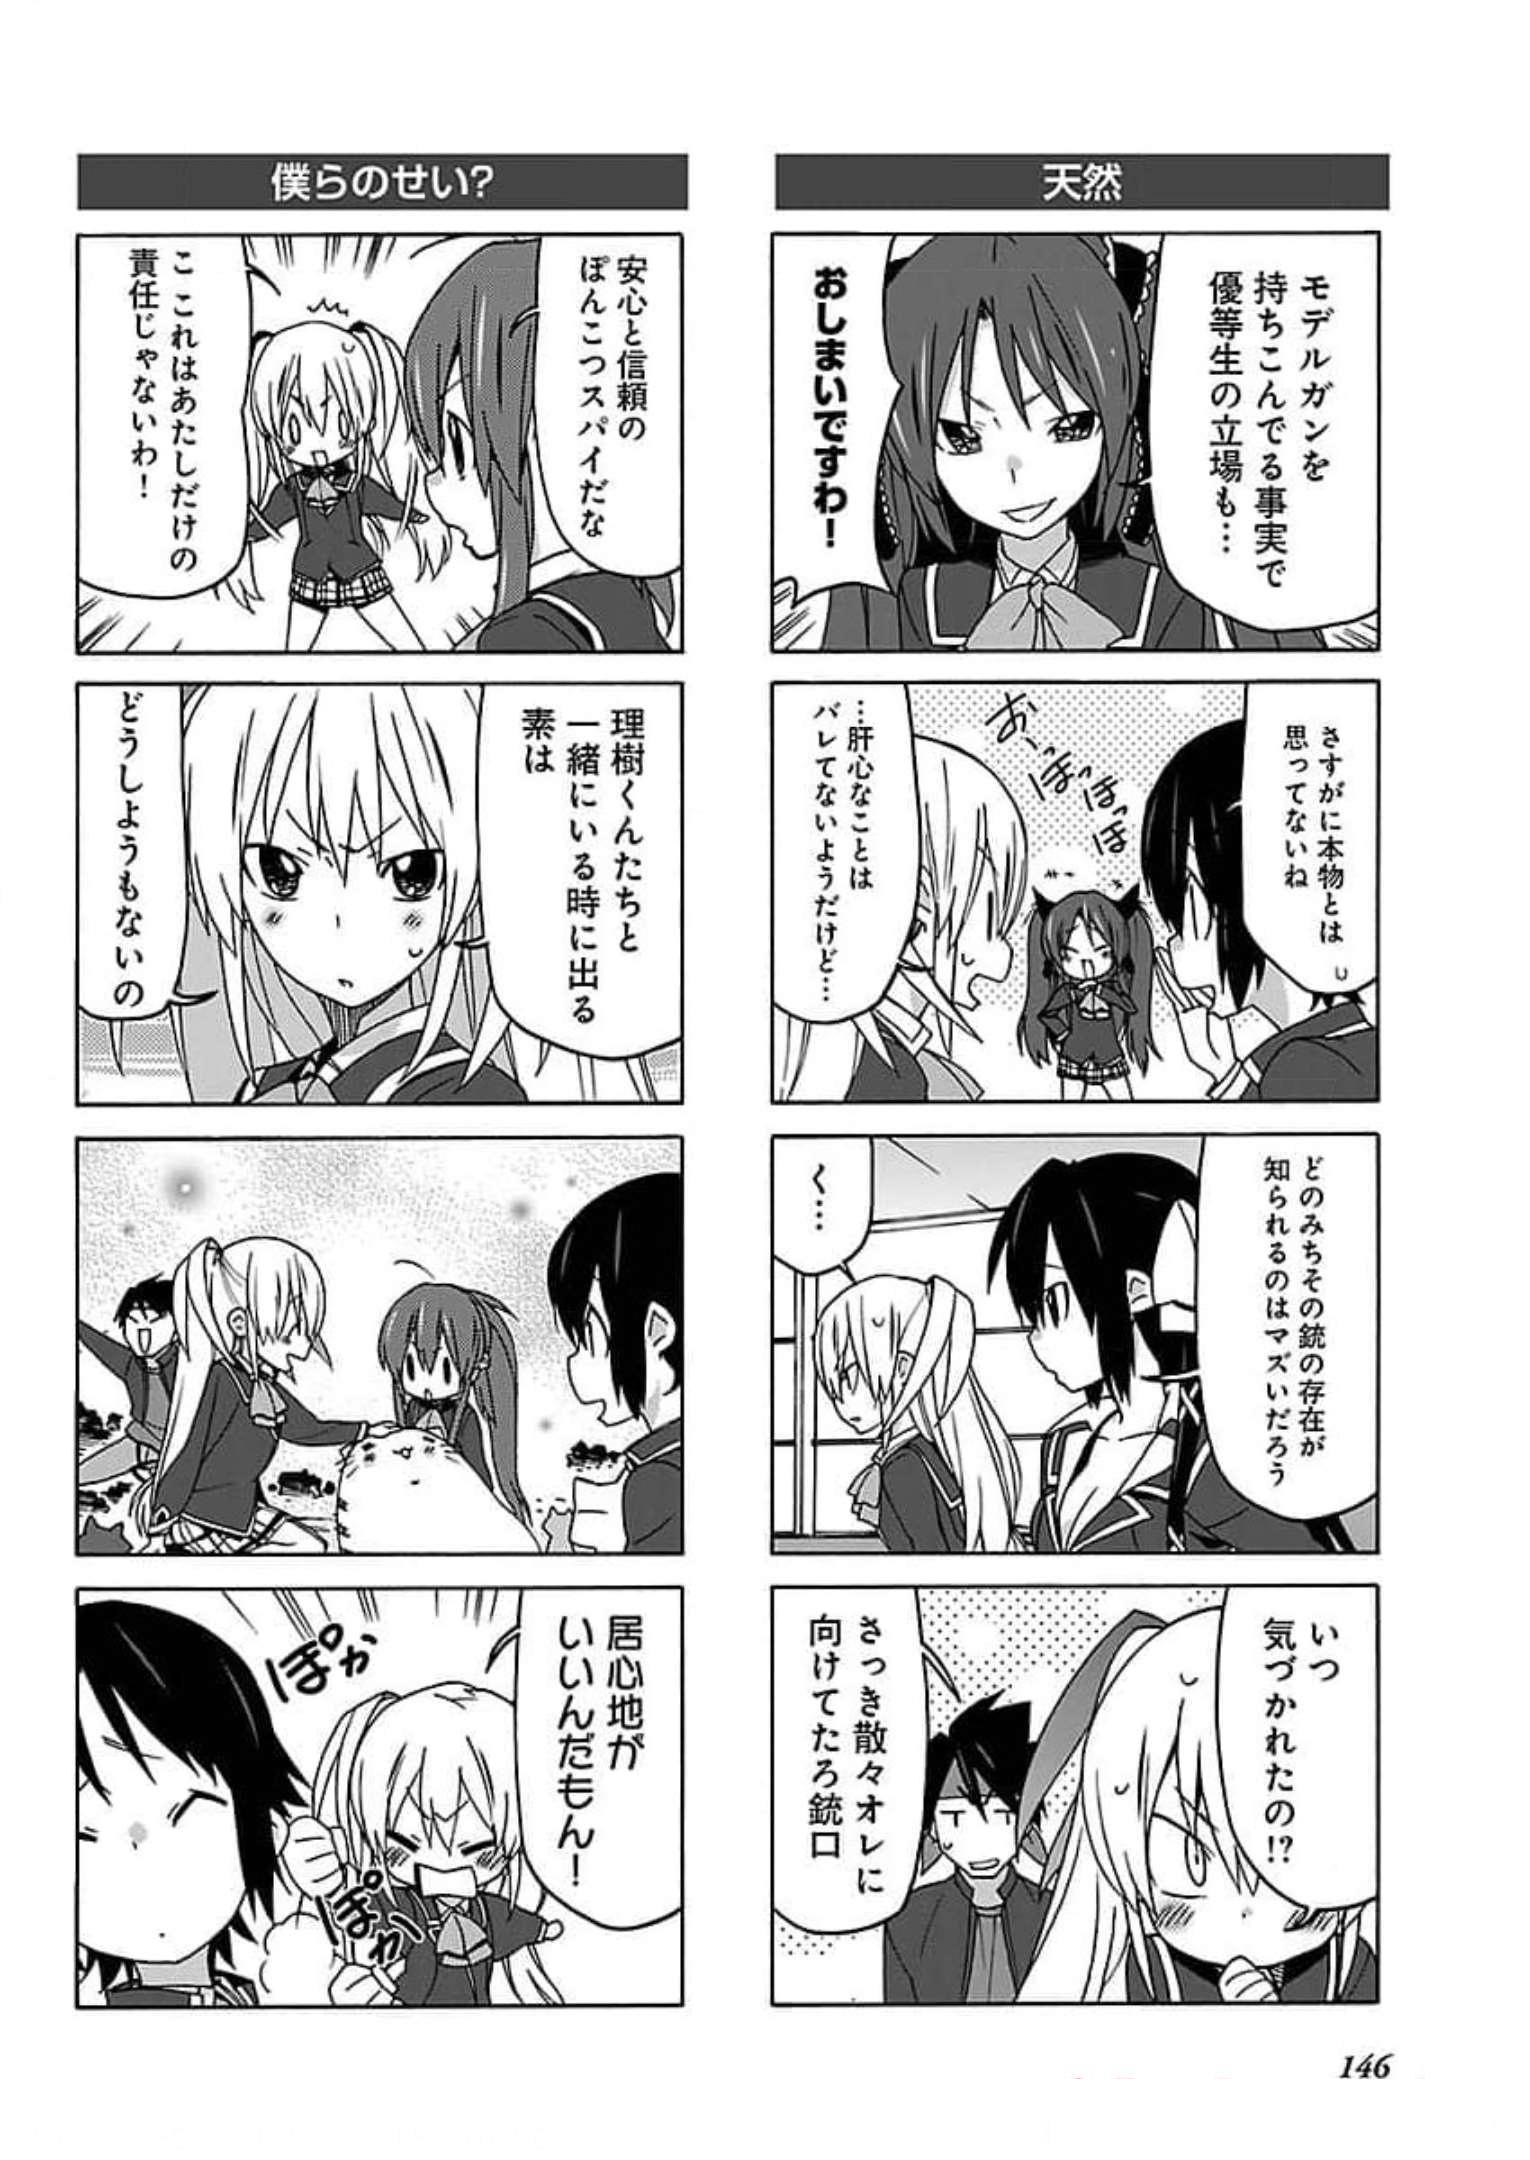 天然
モデルガンを
持ちこんでる事実で
優等生の立場も…
おしまいですわ！
さすがに本物とは
思ってないね
おーっほっほっほ
…肝心なことは
バレてないようだけど…
どのみちその銃の存在が
知られるのはマズいだろう
く…
いつ
気づかれたの!?
さっき散々オレに
向けてたろ銃口
僕らのせい?
安心と信頼の
ぽんこつスパイだな
こ これはあたしだけの
責任じゃないわ！
理樹くんたちと
一緒にいる時に出る
素は
どうしようもないの
居心地が
いいんだもん！
ぽか
ぽわー
146